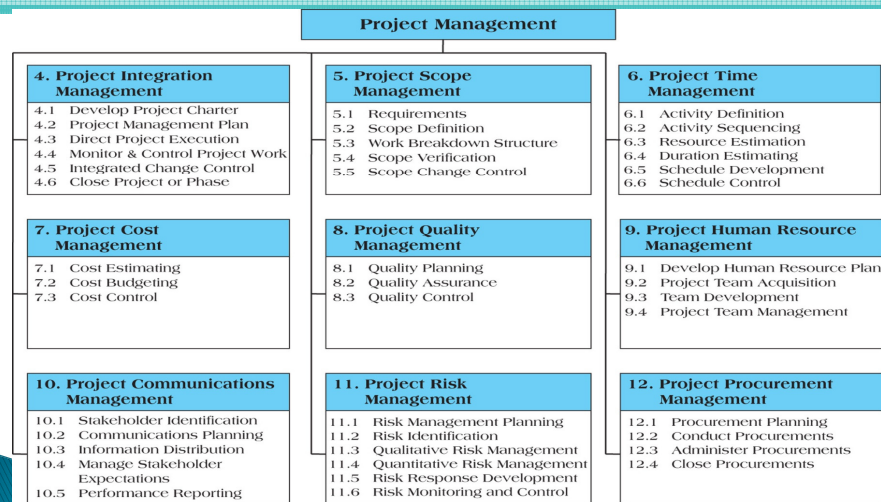 Project Management
4. Project Integration
Management
4.1 Develop Project Charter
4.2 Project Management Plan
4.3 Direct Project Execution
4.4 Monitor & Control Project Work
4.5 Integrated Change Control
4.6 Close Project or Phase
5. Project Scope
Management
5.1 Requirements
5.2 Scope Definition
5.3 Work Breakdown Structure
5.4 Scope Verification
5.5 Scope Change Control
6. Project Time
Management
6.1 Activity Definition
6.2 Activity Sequencing
6.3 Resource Estimation
6.4 Duration Estimating
6.5 Schedule Development
6.6 Schedule Control
7. Project Cost
Management
7.1 Cost Estimating
7.2 Cost Budgeting
7.3 Cost Control
8. Project Quality
Management
8.1 Quality Planning
8.2 Quality Assurance
8.3 Quality Control
9. Project Human Resource
Management
9.1 Develop Human Resource Plan
9.2 Project Team Acquisition
9.3 Team Development
9.4 Project Team Management
10. Project Communications
Management
10.1 Stakeholder Identification
10.2 Communications Planning
10.3 Information Distribution
10.4 Manage Stakeholder
Expectations
10.5 Performance Reporting
11. Project Risk
Management
11.1 Risk Management Planning
11.2 Risk Identification
11.3 Qualitative Risk Management
11.4 Quantitative Risk Management
11.5 Risk Response Development
11.6 Risk Monitoring and Control
12. Project Procurement
Management
12.1 Procurement Planning
12.2 Conduct Procurements
12.3 Administer Procurements
12.4 Close Procurements